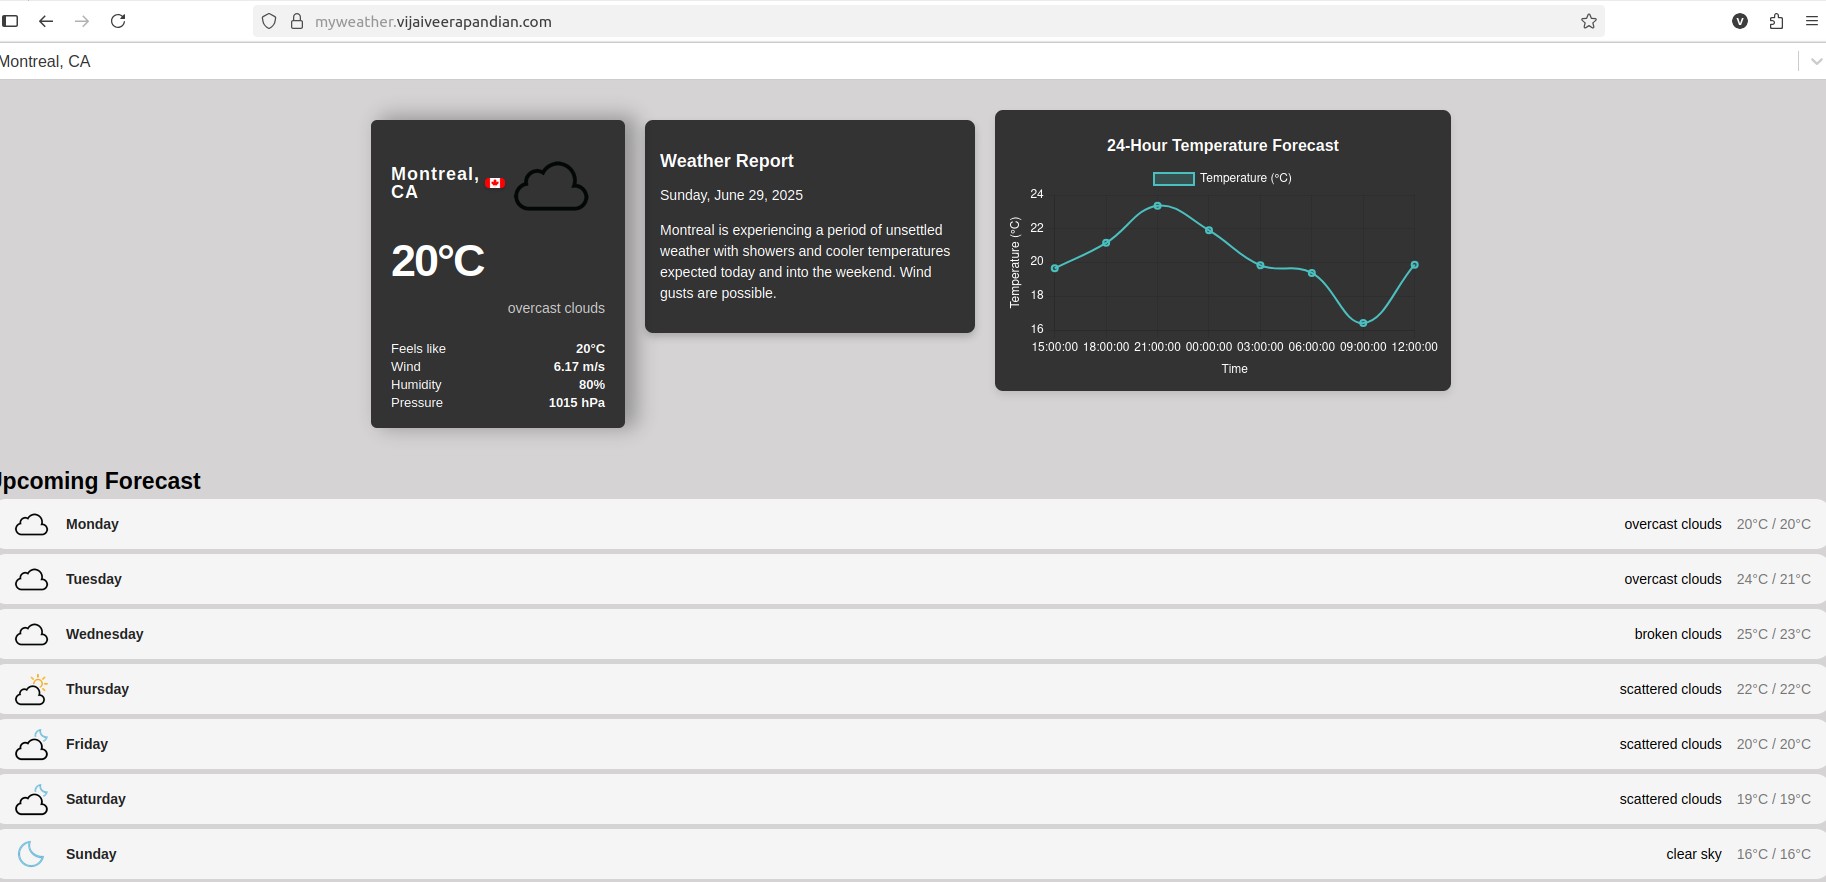 myweather.vijaiveerapandian.com
V
Montreal, CA
Montreal,
CA
20°C
overcast clouds
Feels like 20°C
Wind 6.17 m/s
Humidity 80%
Pressure 1015 hPa
Weather Report
Sunday, June 29, 2025
Montreal is experiencing a period of unsettled
weather with showers and cooler temperatures
expected today and into the weekend. Wind
gusts are possible.
24-Hour Temperature Forecast
Temperature (°C)
Temperature (°C)
24
22
20
18
16
15:00:00 18:00:00 21:00:00 00:00:00 03:00:00 06:00:00 09:00:00 12:00:00
Time
Upcoming Forecast
Monday overcast clouds 20°C / 20°C
Tuesday overcast clouds 24°C / 21°C
Wednesday broken clouds 25°C / 23°C
Thursday scattered clouds 22°C / 22°C
Friday scattered clouds 20°C / 20°C
Saturday scattered clouds 19°C / 19°C
Sunday clear sky 16°C / 16°C